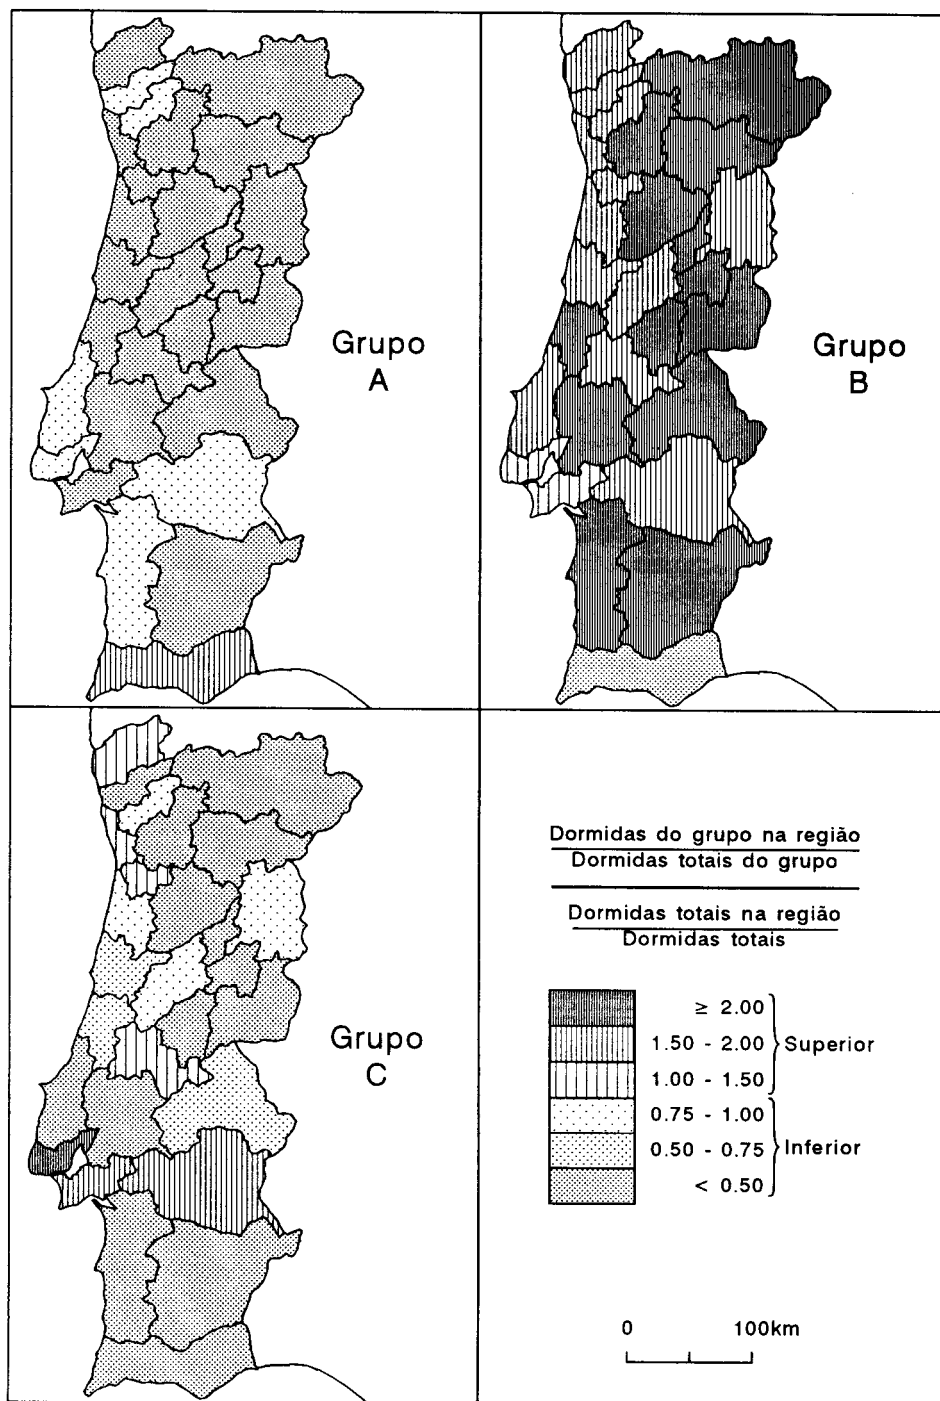 Grupo
A
Grupo
B
Grupo
C
Dormidas do grupo na região
Dormidas totais do grupo
Dormidas totais na região
Dormidas totais
≥ 2.00
1.50 - 2.00
1.00 - 1.50
Superior
0.75 - 1.00
0.50 - 0.75
< 0.50
Inferior
0 100km